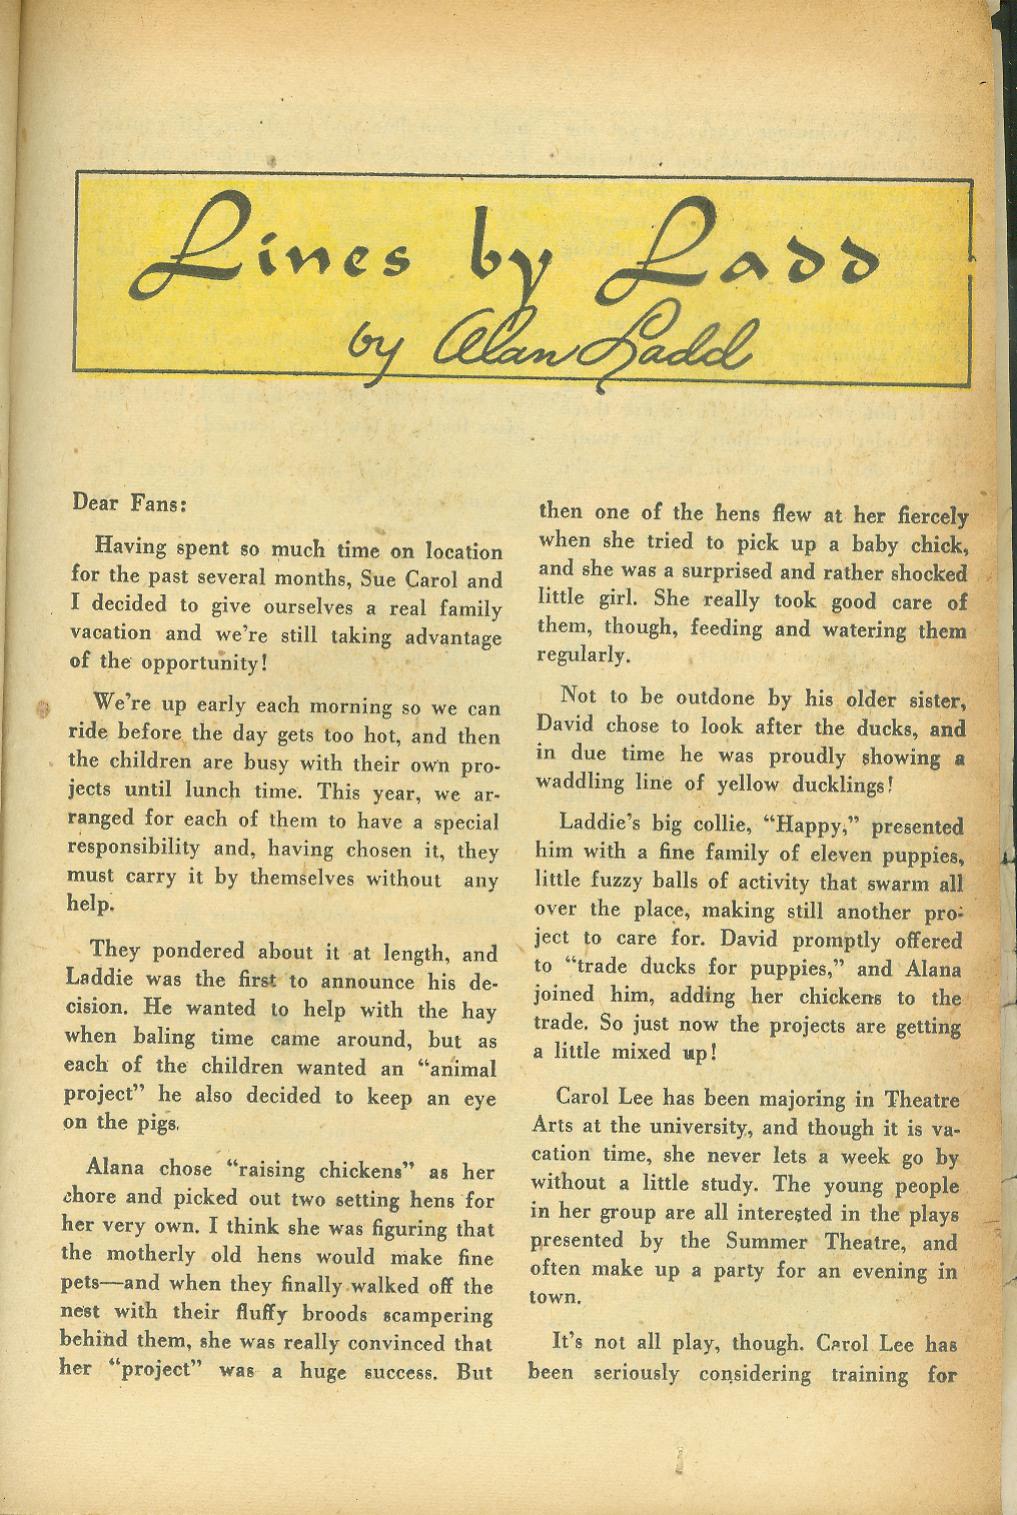 Lines by Ladd
by Alan Ladd
Dear Fans:
Having spent so much time on location
for the past several months, Sue Carol and
I decided to give ourselves a real family
vacation and we're still taking advantage
of the opportunity!
We're up early each morning so we can
ride before the day gets too hot, and then
the children are busy with their own pro-
jects until lunch time. This year, we ar-
ranged for each of them to have a special
responsibility and, having chosen it, they
must carry it by themselves without any
help.
They pondered about it at length, and
Laddie was the first to announce his de-
cision. He wanted to help with the hay
when baling time came around, but as
each of the children wanted an "animal
project" he also decided to keep an eye
on the pigs.
Alana chose "raising chickens" as her
chore and picked out two setting hens for
her very own. I think she was figuring that
the motherly old hens would make fine
pets—and when they finally walked off the
nest with their fluffy broods scampering
behind them, she was really convinced that
her "project" was a huge success. But
then one of the hens flew at her fiercely
when she tried to pick up a baby chick,
and she was a surprised and rather shocked
little girl. She really took good care of
them, though, feeding and watering them
regularly.
Not to be outdone by his older sister,
David chose to look after the ducks, and
in due time he was proudly showing a
waddling line of yellow ducklings!
Laddie's big collie, "Happy," presented
him with a fine family of eleven puppies,
little fuzzy balls of activity that swarm all
over the place, making still another pro-
ject to care for. David promptly offered
to "trade ducks for puppies," and Alana
joined him, adding her chickens to the
trade. So just now the projects are getting
a little mixed up!
Carol Lee has been majoring in Theatre
Arts at the university, and though it is va-
cation time, she never lets a week go by
without a little study. The young people
in her group are all interested in the plays
presented by the Summer Theatre, and
often make up a party for an evening in
town.
It's not all play, though. Carol Lee has
been seriously considering training for